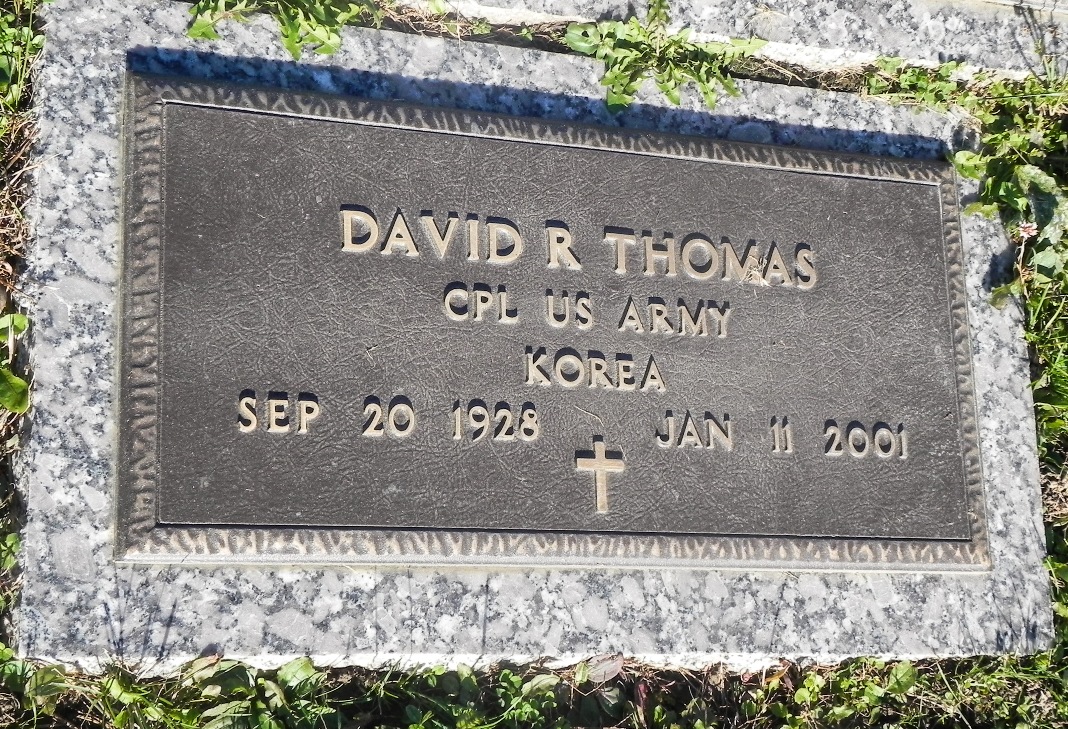 DAVID R THOMAS
CPL US ARMY
KOREA
SEP 20 1928 JAN 11 2001